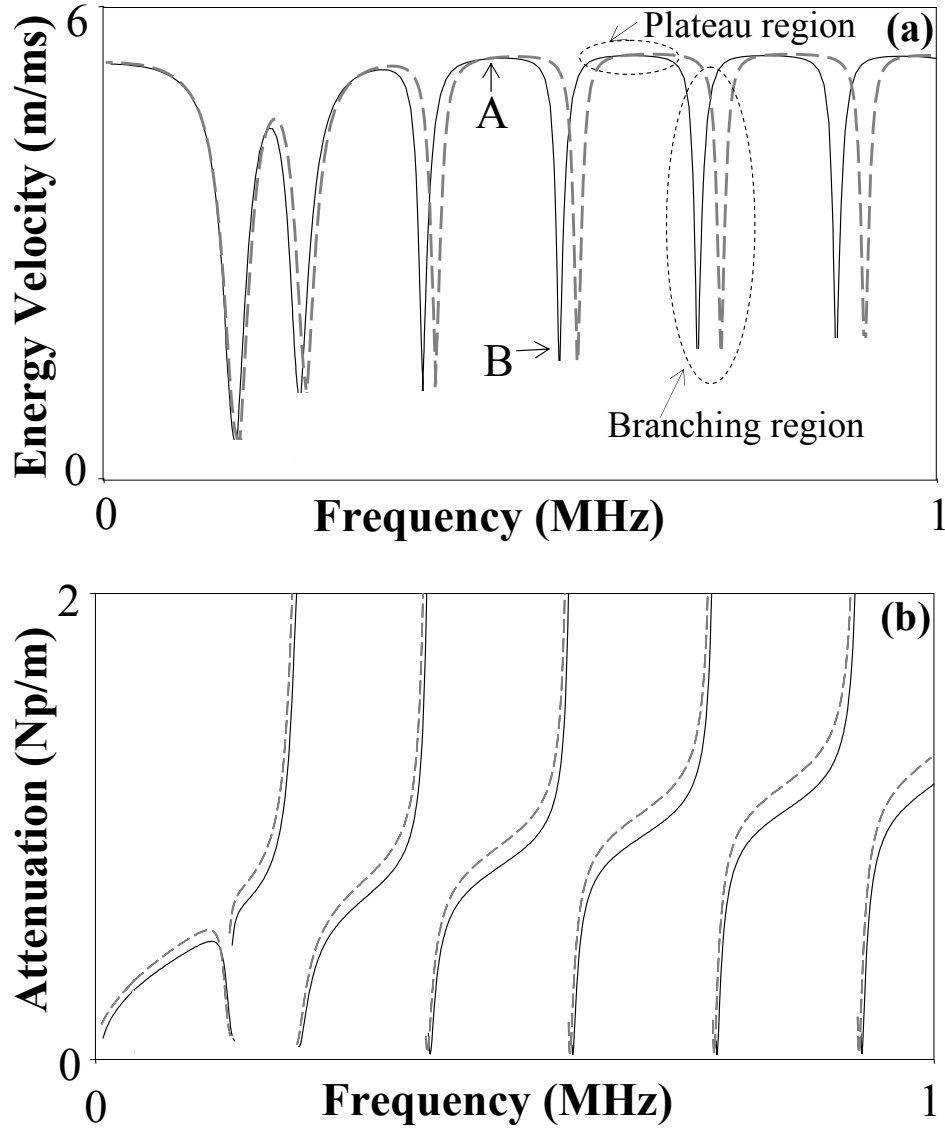 6
(a)
Plateau region
A
B
Branching region
Energy Velocity (m/ms)
0
0
Frequency (MHz)
1
2
(b)
Attenuation (Np/m)
0
0
Frequency (MHz)
1